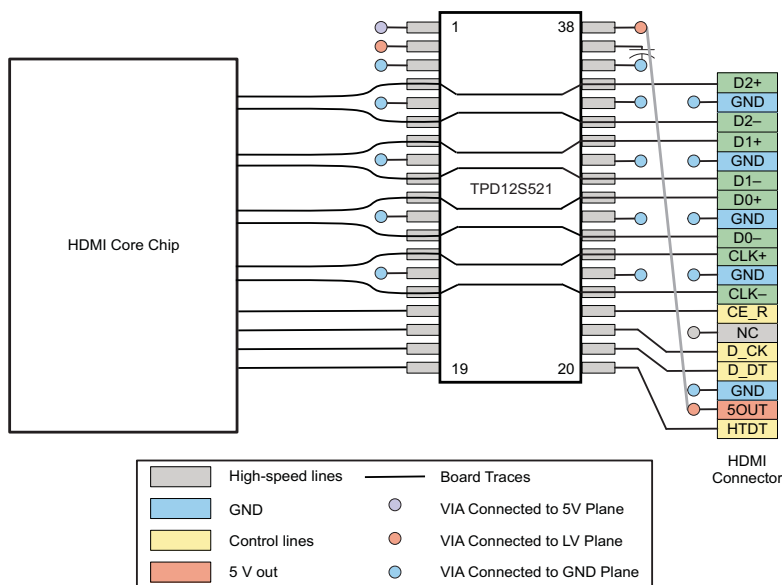 1 38
D2+
GND
D2–
D1+
GND
D1–
TPD12S521
D0+
GND
HDMI Core Chip
D0–
CLK+
GND
CLK–
CE_R
NC
D_CK
D_DT
19 20
GND
5OUT
HTDT
HDMI
Connector
High-speed lines
Board Traces
GND
VIA Connected to 5V Plane
Control lines
VIA Connected to LV Plane
5 V out
VIA Connected to GND Plane